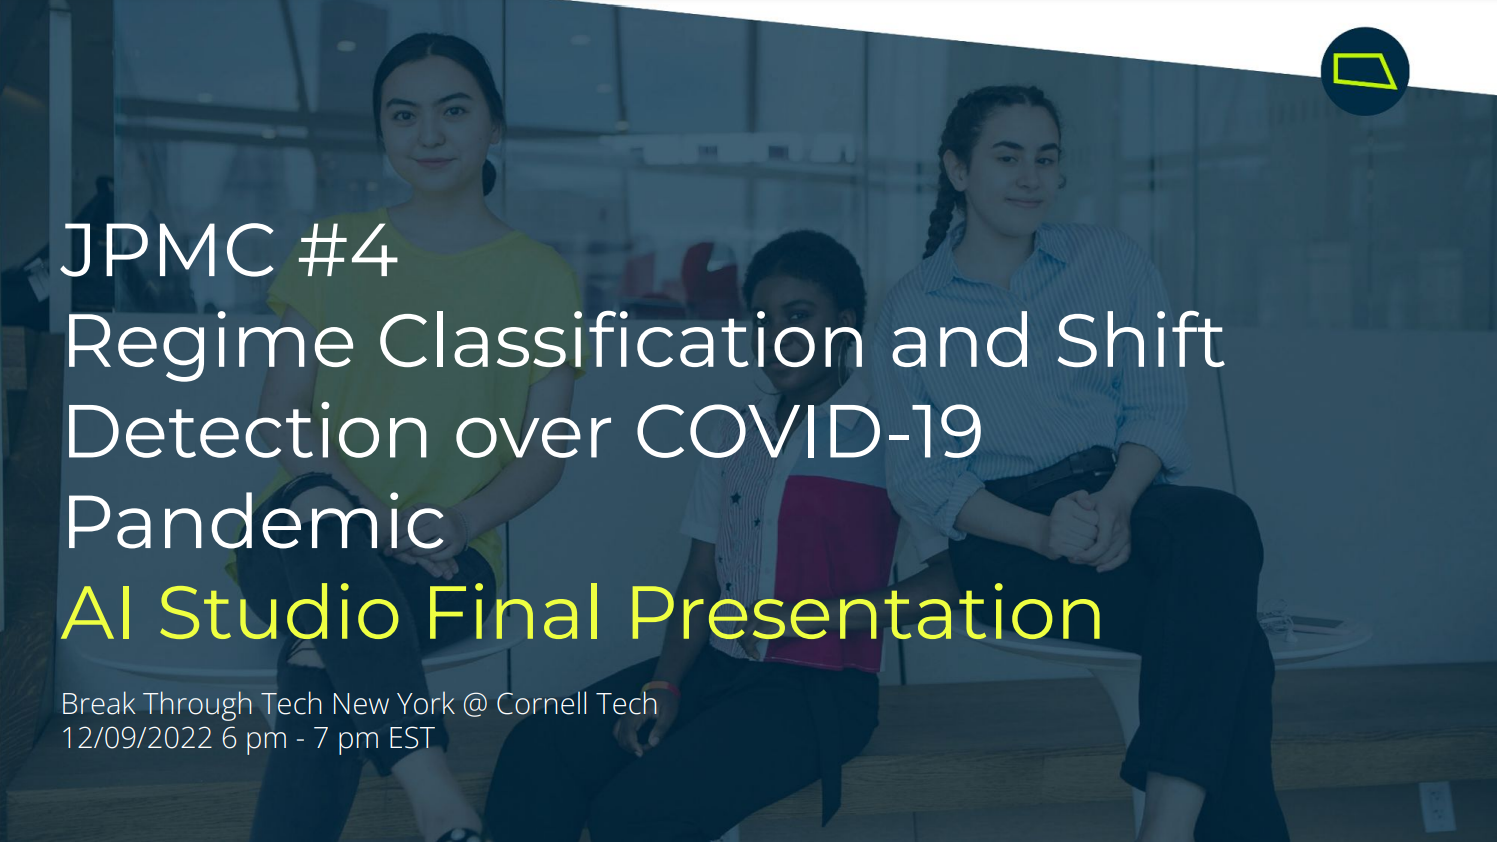 JPMC #4
Regime Classification and Shift
Detection over COVID-19
Pandemic
AI Studio Final Presentation
Break Through Tech New York @ Cornell Tech
12/09/2022 6 pm - 7 pm EST